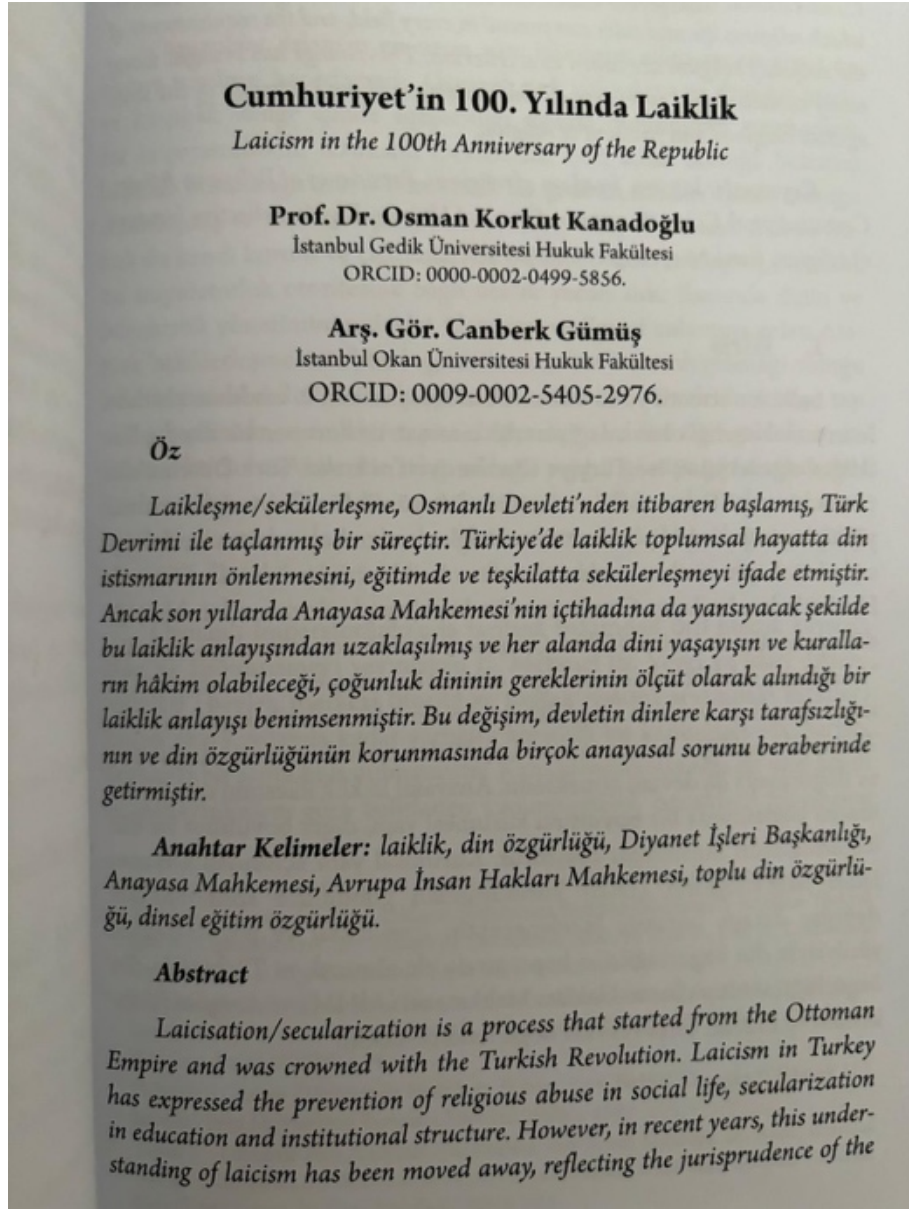 Cumhuriyet'in 100. Yılında Laiklik
Laicism in the 100th Anniversary of the Republic
Prof. Dr. Osman Korkut Kanadoğlu
İstanbul Gedik Üniversitesi Hukuk Fakültesi
ORCID: 0000-0002-0499-5856.
Arş. Gör. Canberk Gümüş
İstanbul Okan Üniversitesi Hukuk Fakültesi
ORCID: 0009-0002-5405-2976.
Öz
Laikleşme/sekülerleşme, Osmanlı Devleti'nden itibaren başlamış, Türk
Devrimi ile taçlanmış bir süreçtir. Türkiye'de laiklik toplumsal hayatta din
istismarının önlenmesini, eğitimde ve teşkilatta sekülerleşmeyi ifade etmiştir.
Ancak son yıllarda Anayasa Mahkemesi'nin içtihadına da yansıyacak şekilde
bu laiklik anlayışından uzaklaşılmış ve her alanda dini yaşayışın ve kuralla-
rın hâkim olabileceği, çoğunluk dininin gereklerinin ölçüt olarak alındığı bir
laiklik anlayışı benimsenmiştir. Bu değişim, devletin dinlere karşı tarafsızlığı-
nın ve din özgürlüğünün korunmasında birçok anayasal sorunu beraberinde
getirmiştir.
Anahtar Kelimeler: laiklik, din özgürlüğü, Diyanet İşleri Başkanlığı,
Anayasa Mahkemesi, Avrupa İnsan Hakları Mahkemesi, toplu din özgürlü-
ğü, dinsel eğitim özgürlüğü.
Abstract
Laicisation/secularization is a process that started from the Ottoman
Empire and was crowned with the Turkish Revolution. Laicism in Turkey
has expressed the prevention of religious abuse in social life, secularization
in education and institutional structure. However, in recent years, this under-
standing of laicism has been moved away, reflecting the jurisprudence of the